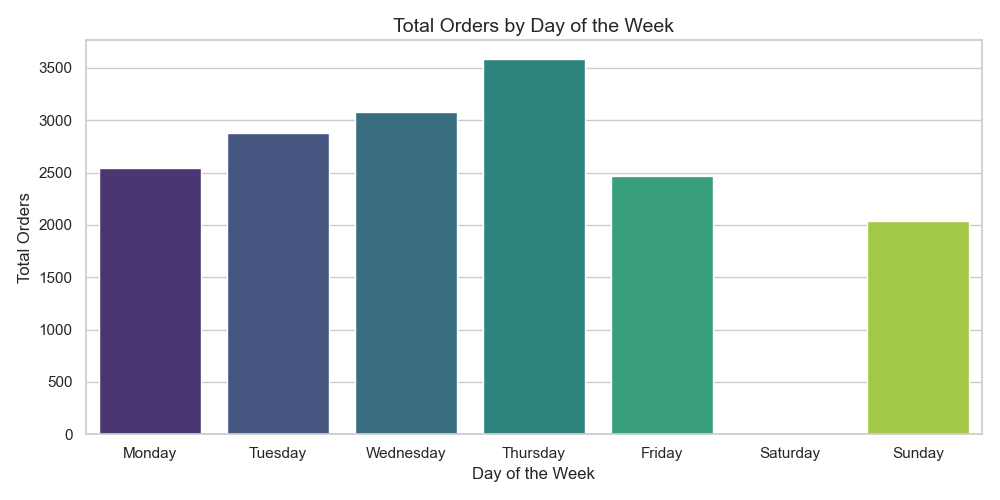 Total Orders by Day of the Week
Total Orders
3500
3000
2500
2000
1500
1000
500
0
Monday Tuesday Wednesday Thursday Friday Saturday Sunday
Day of the Week